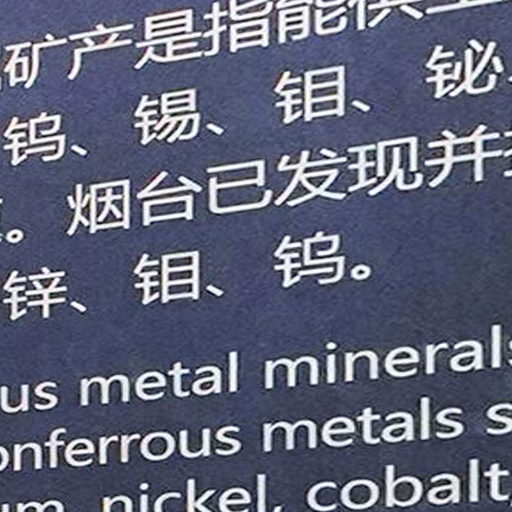 矿产是指能供工
钨、锡、钼、铋、
。烟台已发现并
锌、钼、钨。
us metal minerals
onferrous metals s
um, nickel, cobalt,